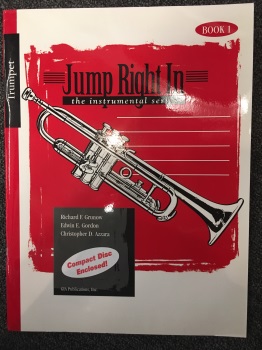 BOOK 1
Trumpet
Jump Right In
the instrumental series
Richard F. Grunow
Edwin E. Gordon
Christopher D. Azzara
Compact Disc
Enclosed!
GIA Publications, Inc.